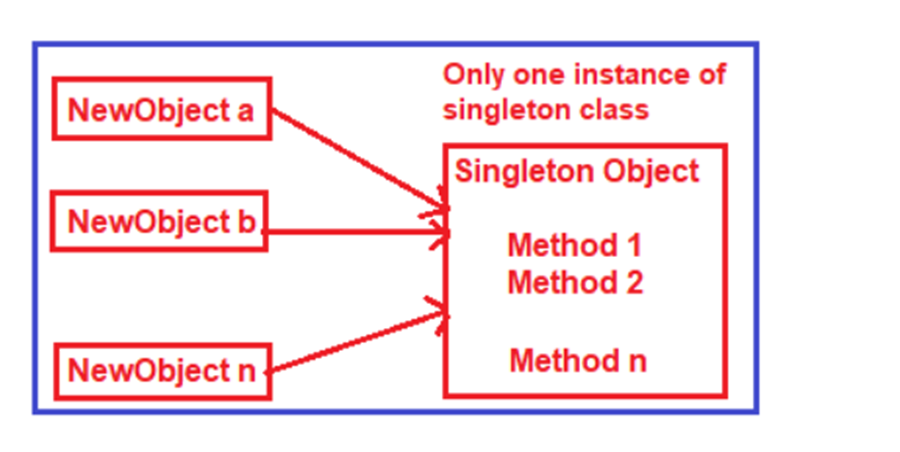 NewObject a
NewObject b
NewObject n
Only one instance of
singleton class
Singleton Object
Method 1
Method 2
Method n